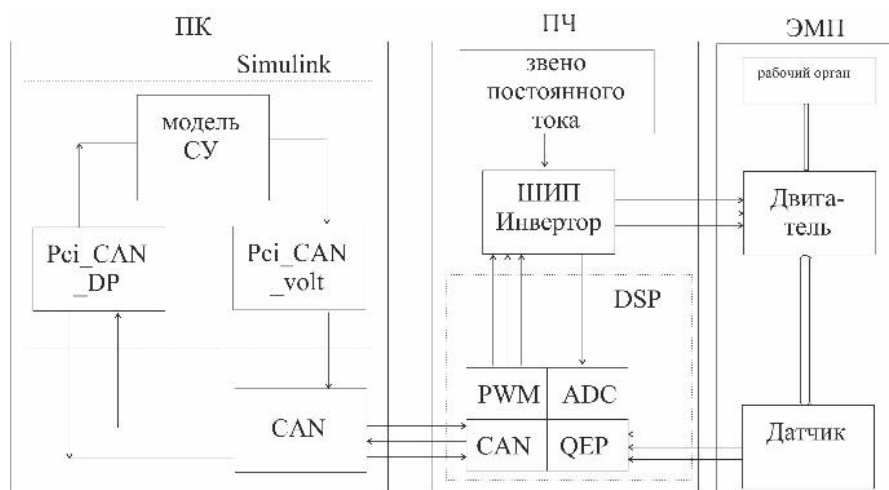 ПК
Simulink
модель
СУ
Pci_CAN
_DP
Pci_CAN
_volt
CAN
ПЧ
звено
постоянного
тока
ШИП
Инвертор
DSP
PWM
ADC
CAN
QEP
ЭМП
рабочий орган
Двига-
тель
Датчик